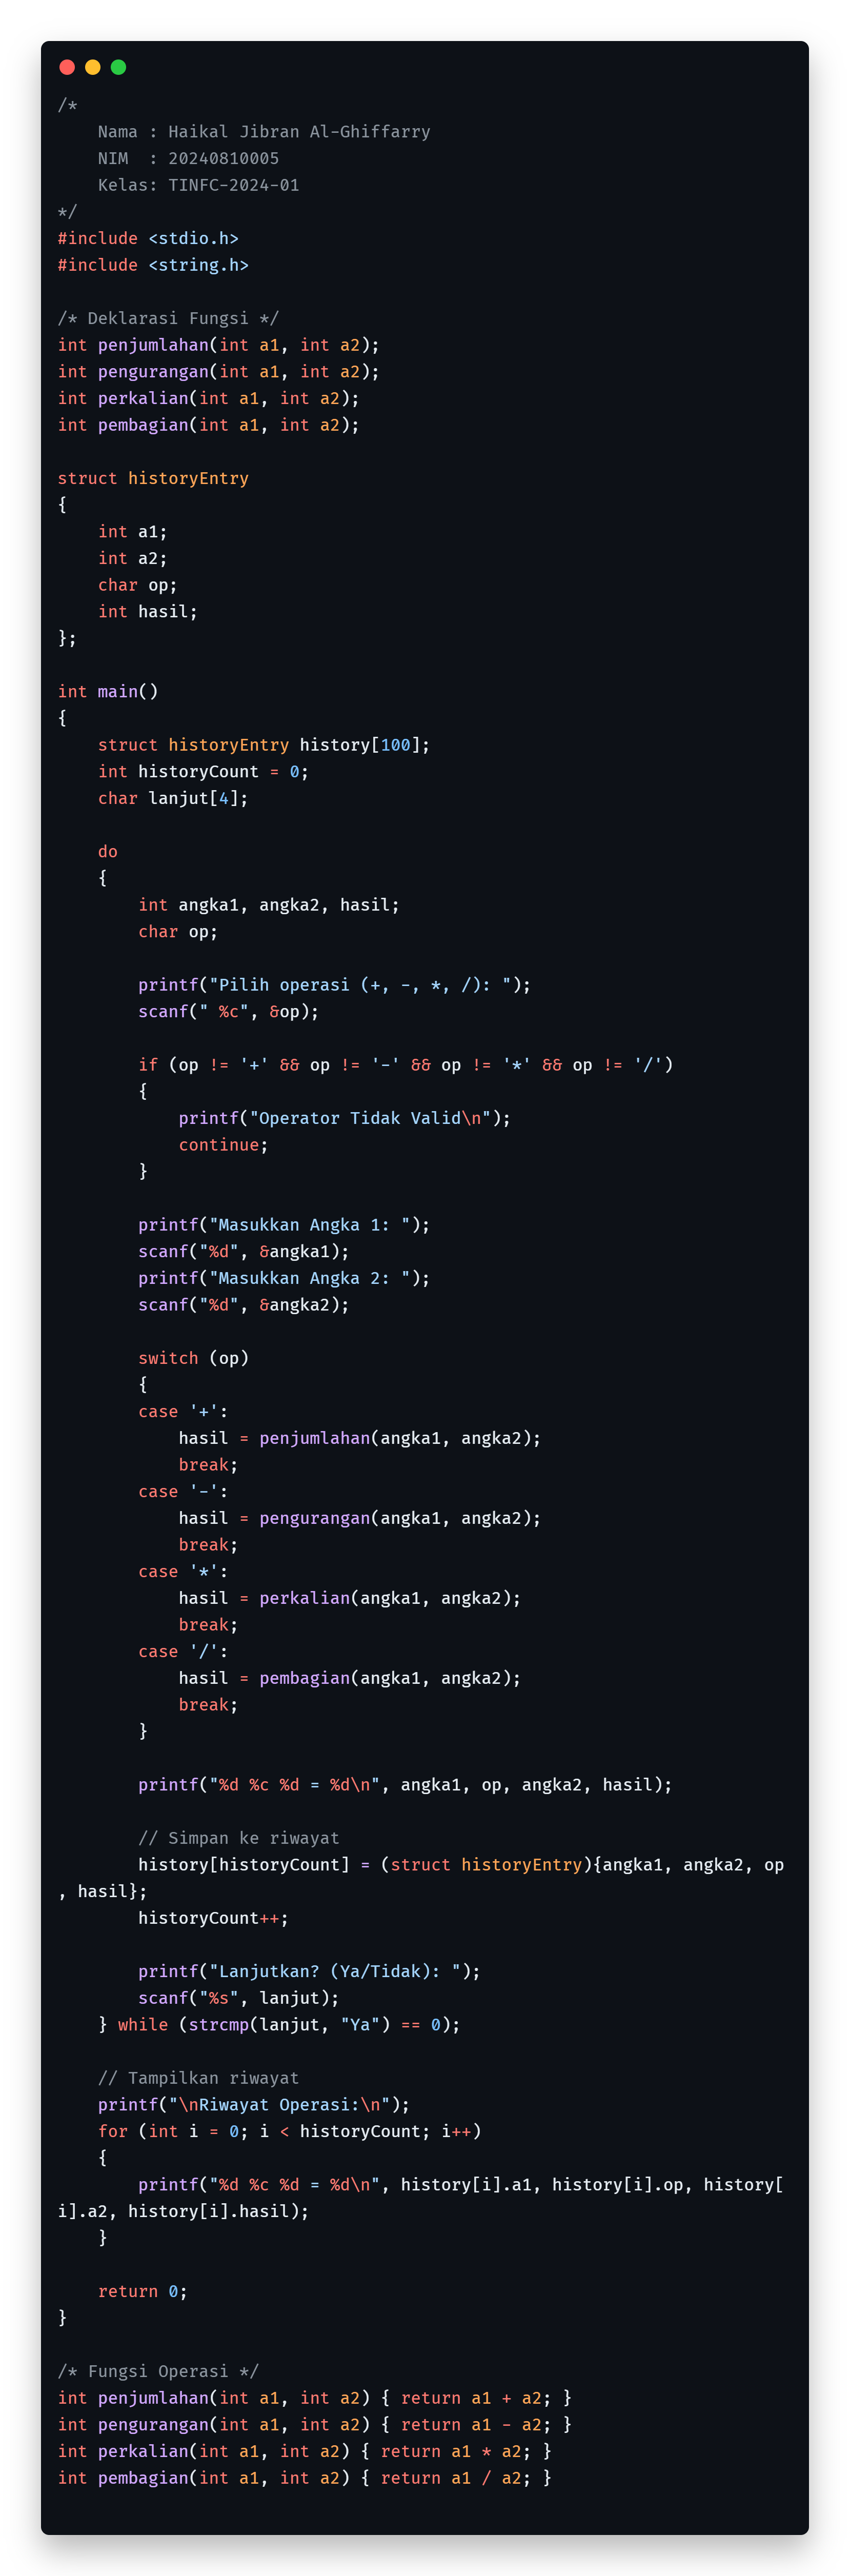 /*
    Nama : Haikal Jibran Al-Ghiffarry
    NIM  : 20240810005
    Kelas: TINFC-2024-01
*/
#include <stdio.h>
#include <string.h>

/* Deklarasi Fungsi */
int penjumlahan(int a1, int a2);
int pengurangan(int a1, int a2);
int perkalian(int a1, int a2);
int pembagian(int a1, int a2);

struct historyEntry
{
    int a1;
    int a2;
    char op;
    int hasil;
};

int main()
{
    struct historyEntry history[100];
    int historyCount = 0;
    char lanjut[4];

    do
    {
        int angka1, angka2, hasil;
        char op;

        printf("Pilih operasi (+, -, *, /): ");
        scanf(" %c", &op);

        if (op != '+' && op != '-' && op != '*' && op != '/')
        {
            printf("Operator Tidak Valid\n");
            continue;
        }

        printf("Masukkan Angka 1: ");
        scanf("%d", &angka1);
        printf("Masukkan Angka 2: ");
        scanf("%d", &angka2);

        switch (op)
        {
        case '+':
            hasil = penjumlahan(angka1, angka2);
            break;
        case '-':
            hasil = pengurangan(angka1, angka2);
            break;
        case '*':
            hasil = perkalian(angka1, angka2);
            break;
        case '/':
            hasil = pembagian(angka1, angka2);
            break;
        }

        printf("%d %c %d = %d\n", angka1, op, angka2, hasil);

        // Simpan ke riwayat
        history[historyCount] = (struct historyEntry){angka1, angka2, op
, hasil};
        historyCount++;

        printf("Lanjutkan? (Ya/Tidak): ");
        scanf("%s", lanjut);
    } while (strcmp(lanjut, "Ya") == 0);

    // Tampilkan riwayat
    printf("\nRiwayat Operasi:\n");
    for (int i = 0; i < historyCount; i++)
    {
        printf("%d %c %d = %d\n", history[i].a1, history[i].op, history[
i].a2, history[i].hasil);
    }

    return 0;
}

/* Fungsi Operasi */
int penjumlahan(int a1, int a2) { return a1 + a2; }
int pengurangan(int a1, int a2) { return a1 - a2; }
int perkalian(int a1, int a2) { return a1 * a2; }
int pembagian(int a1, int a2) { return a1 / a2; }